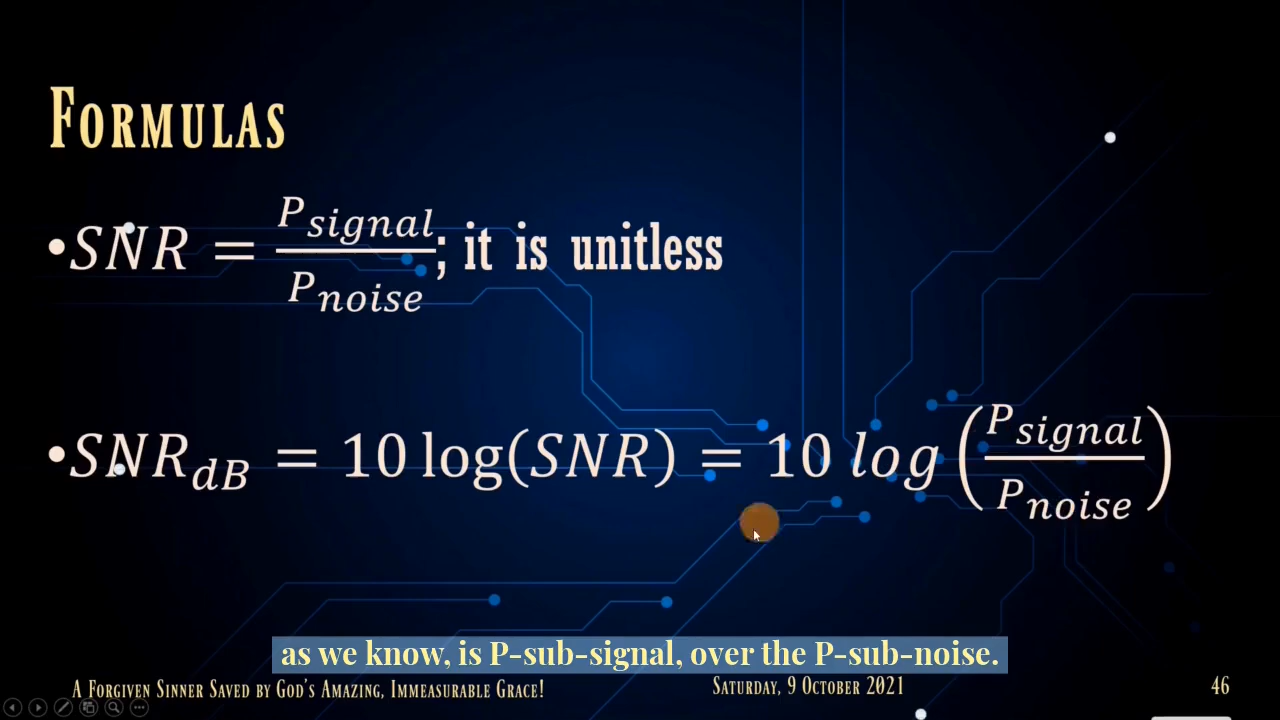 FORMULAS
•SNR = P_signal / P_noise; it is unitless
•SNR_dB = 10 log(SNR) = 10 log (P_signal / P_noise)
as we know, is P-sub-signal, over the P-sub-noise.
A Forgiven Sinner Saved by God's Amazing, Immeasurable Grace!
Saturday, 9 October 2021
46